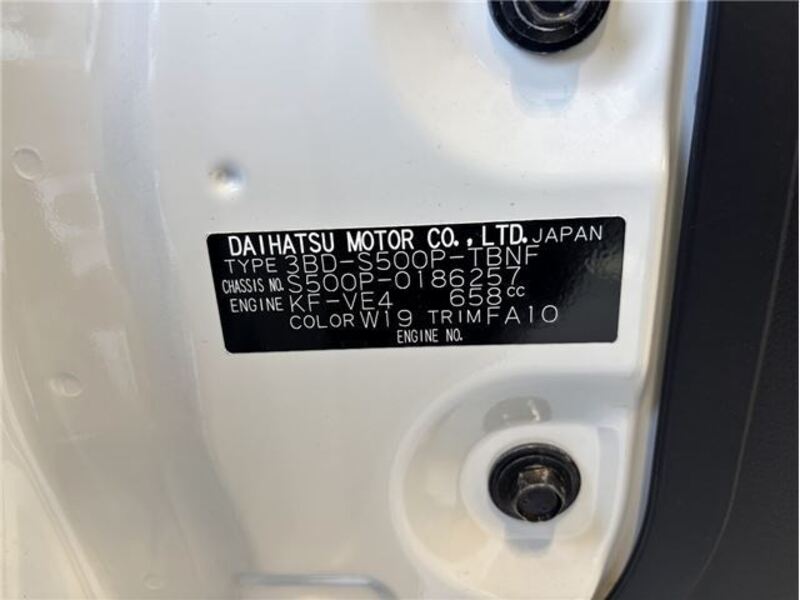 DAIHATSU MOTOR CO., LTD. JAPAN
TYPE 3BD-S500P-TBNF
CHASSIS NO. S500P-0186257
ENGINE KF-VE4 658cc
COLOR W19 TRIM FA10
ENGINE NO.